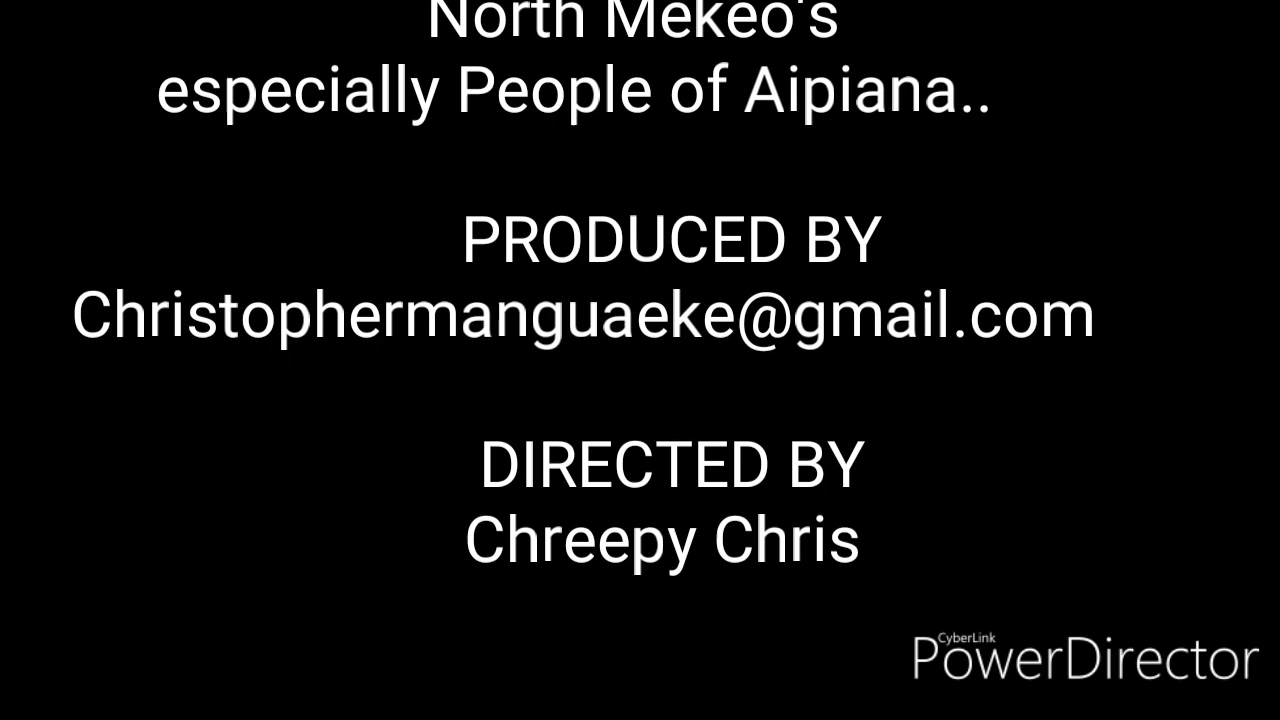 North Mekeo's
especially People of Aipiana..
PRODUCED BY
Christophermanguaeke@gmail.com
DIRECTED BY
Chreepy Chris
CyberLink
PowerDirector